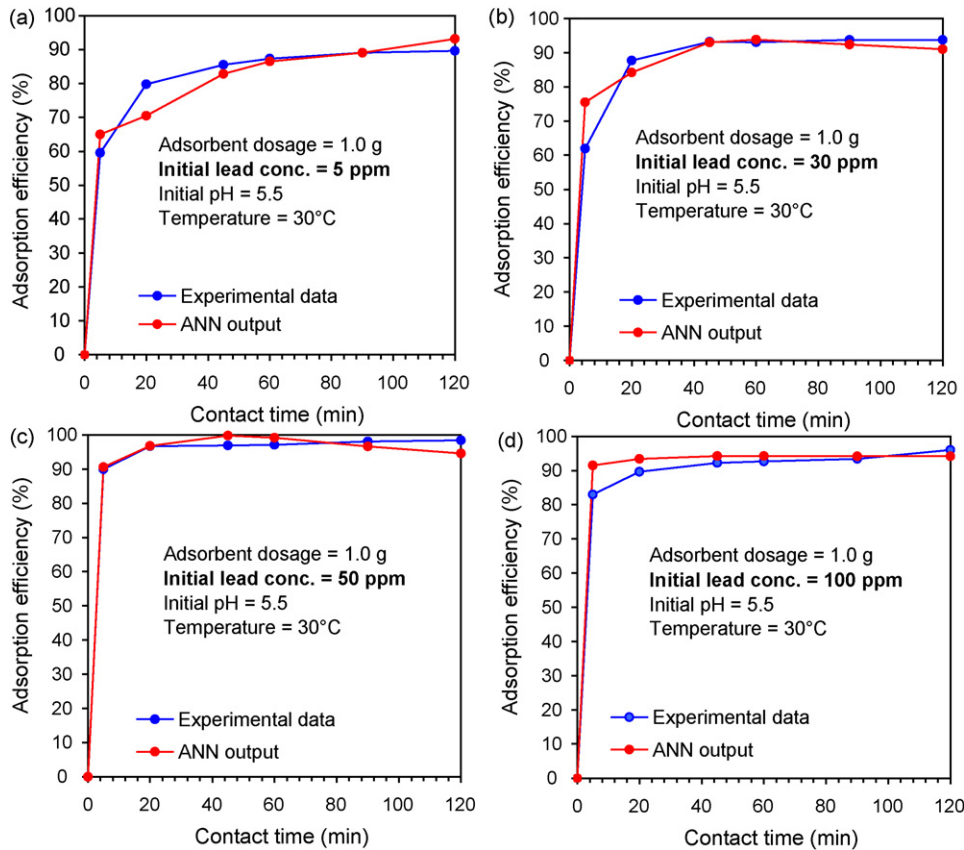 (a)
100
90
80
70
60
50
40
30
20
10
0
Adsorption efficiency (%)
Adsorbent dosage = 1.0 g
Initial lead conc. = 5 ppm
Initial pH = 5.5
Temperature = 30°C
Experimental data
ANN output
0 20 40 60 80 100 120
Contact time (min)
(b)
100
90
80
70
60
50
40
30
20
10
0
Adsorption efficiency (%)
Adsorbent dosage = 1.0 g
Initial lead conc. = 30 ppm
Initial pH = 5.5
Temperature = 30°C
Experimental data
ANN output
0 20 40 60 80 100 120
Contact time (min)
(c)
100
90
80
70
60
50
40
30
20
10
0
Adsorption efficiency (%)
Adsorbent dosage = 1.0 g
Initial lead conc. = 50 ppm
Initial pH = 5.5
Temperature = 30°C
Experimental data
ANN output
0 20 40 60 80 100 120
Contact time (min)
(d)
100
90
80
70
60
50
40
30
20
10
0
Adsorption efficiency (%)
Adsorbent dosage = 1.0 g
Initial lead conc. = 100 ppm
Initial pH = 5.5
Temperature = 30°C
Experimental data
ANN output
0 20 40 60 80 100 120
Contact time (min)